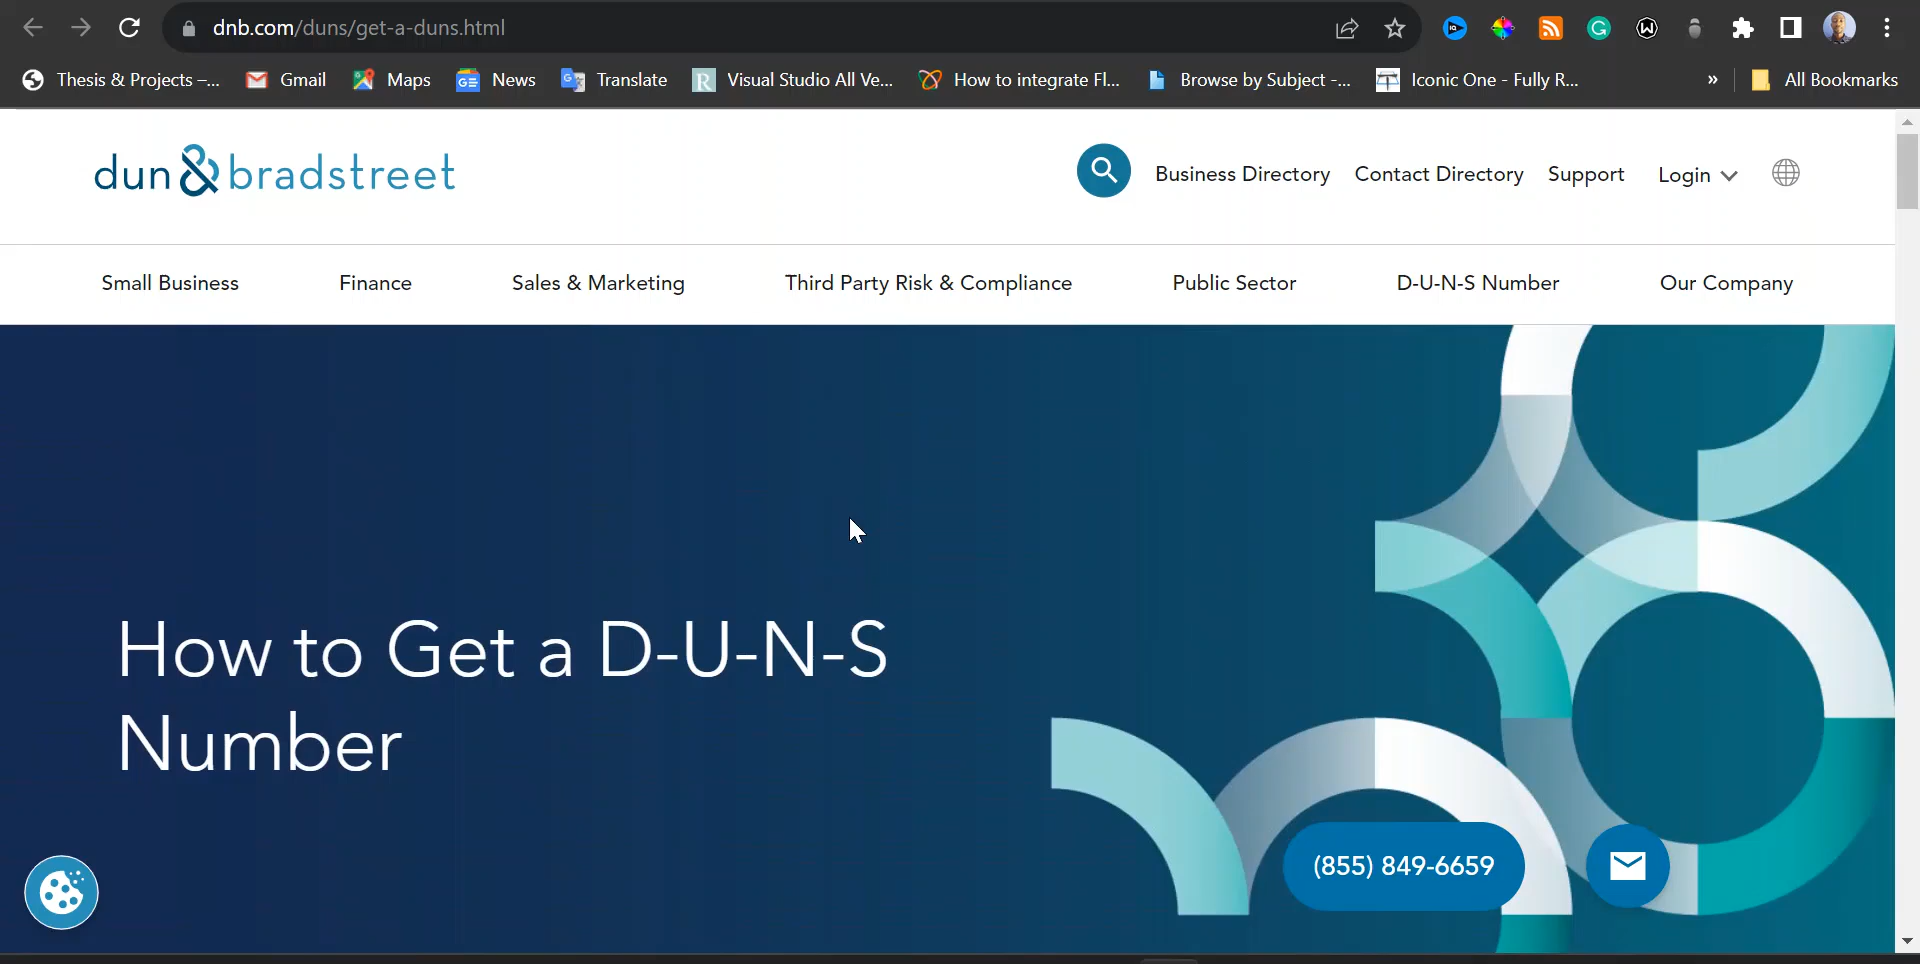 dnb.com/duns/get-a-duns.html
Thesis & Projects –... Gmail Maps News Translate Visual Studio All Ve... How to integrate Fl... Browse by Subject -... Iconic One - Fully R... » All Bookmarks
dun & bradstreet
Business Directory Contact Directory Support Login
Small Business Finance Sales & Marketing Third Party Risk & Compliance Public Sector D-U-N-S Number Our Company
How to Get a D-U-N-S
Number
(855) 849-6659